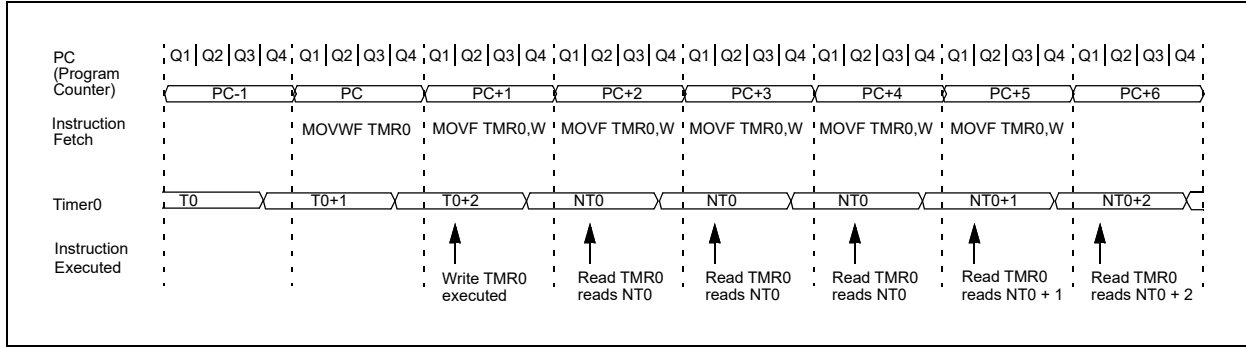 PC (Program Counter)
Q1 Q2 Q3 Q4 Q1 Q2 Q3 Q4 Q1 Q2 Q3 Q4 Q1 Q2 Q3 Q4 Q1 Q2 Q3 Q4 Q1 Q2 Q3 Q4 Q1 Q2 Q3 Q4 Q1 Q2 Q3 Q4
PC-1 PC PC+1 PC+2 PC+3 PC+4 PC+5 PC+6
Instruction Fetch
MOVWF TMR0 MOVF TMR0,W MOVF TMR0,W MOVF TMR0,W MOVF TMR0,W MOVF TMR0,W
Timer0
T0 T0+1 T0+2 NT0 NT0 NT0 NT0+1 NT0+2
Instruction Executed
Write TMR0 executed
Read TMR0 reads NT0
Read TMR0 reads NT0
Read TMR0 reads NT0
Read TMR0 reads NT0 + 1
Read TMR0 reads NT0 + 2